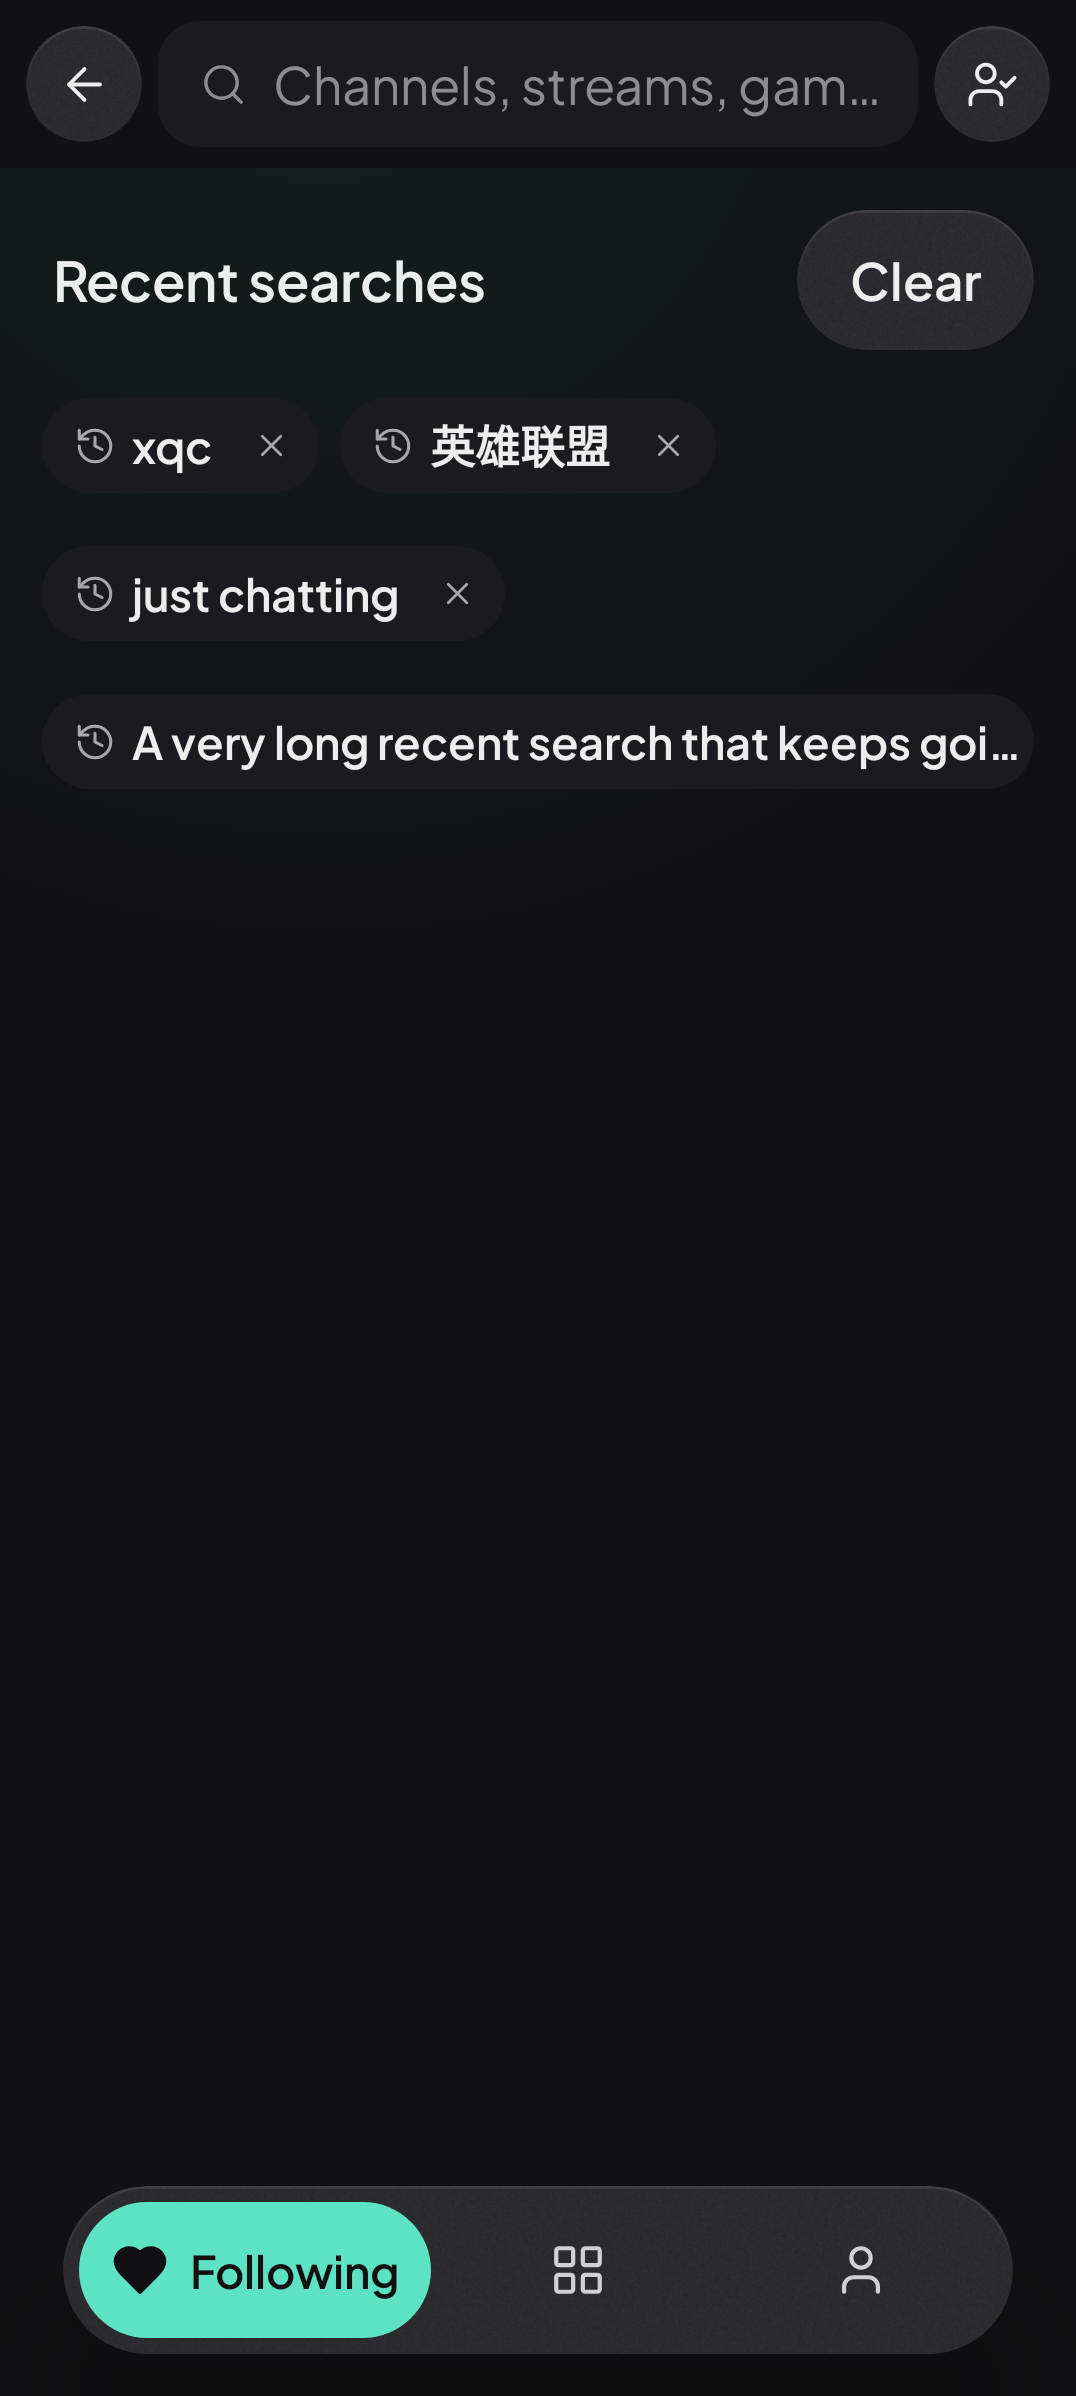 Channels, streams, gam…
Recent searches
Clear
xqc
英雄联盟
just chatting
A very long recent search that keeps goi…
Following